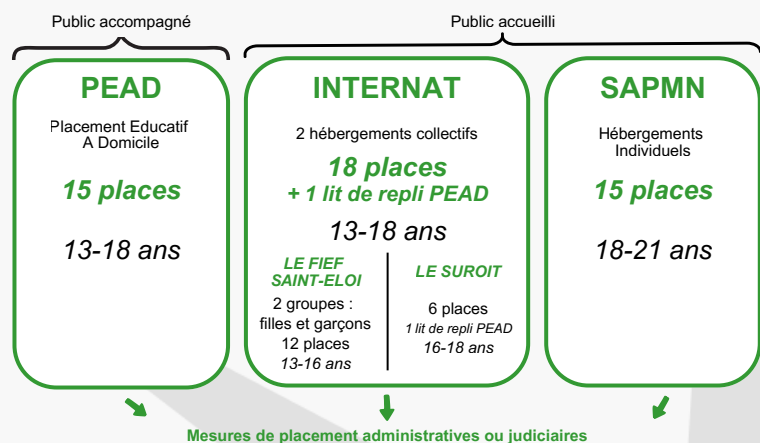 Public accompagné
Public accueilli
PEAD
Placement Educatif
A Domicile
15 places
13-18 ans
INTERNAT
2 hébergements collectifs
18 places
+ 1 lit de repli PEAD
13-18 ans
LE FIEF
SAINT-ELOI
2 groupes :
filles et garçons
12 places
13-16 ans
LE SUROIT
6 places
1 lit de repli PEAD
16-18 ans
SAPMN
Hébergements
Individuels
15 places
18-21 ans
Mesures de placement administratives ou judiciaires